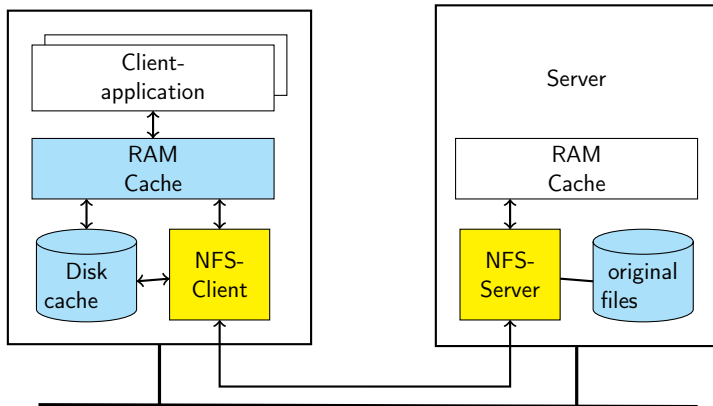 Client-
application
RAM
Cache
Disk
cache
NFS-
Client
Server
RAM
Cache
NFS-
Server
original
files